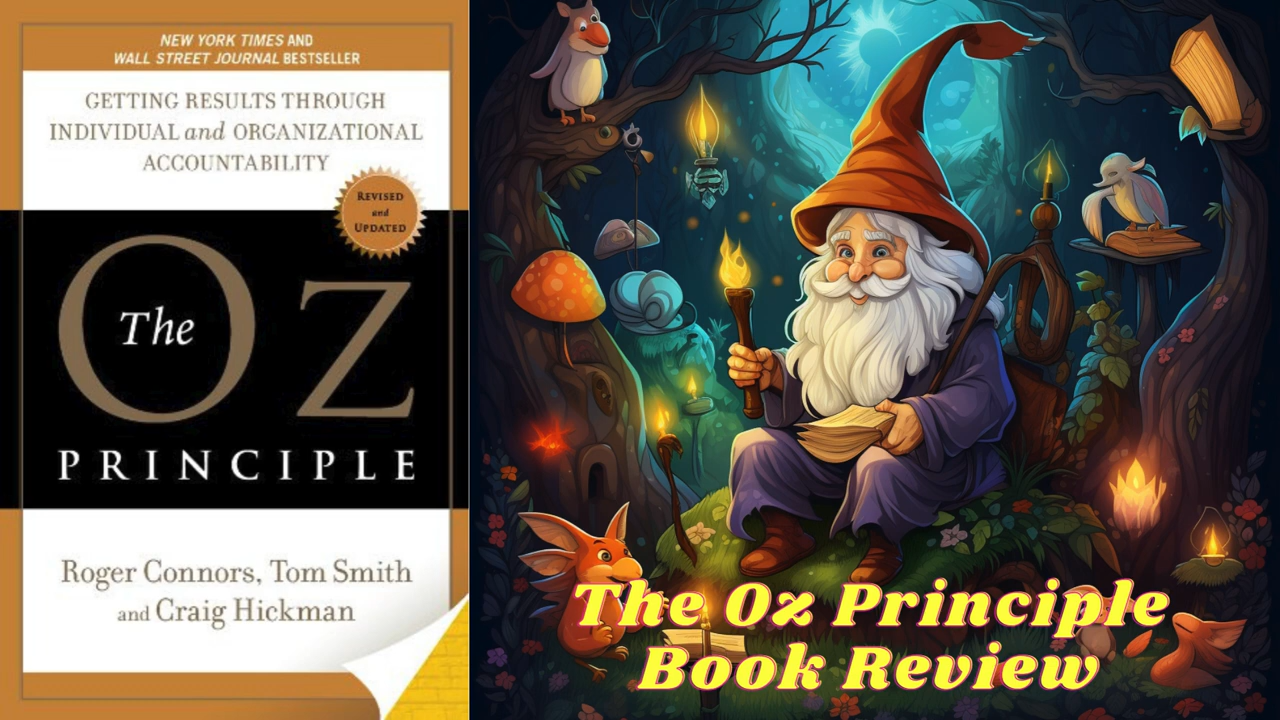 NEW YORK TIMES AND
WALL STREET JOURNAL BESTSELLER
GETTING RESULTS THROUGH
INDIVIDUAL and ORGANIZATIONAL
ACCOUNTABILITY
REVISED
and
UPDATED
The
OZ
PRINCIPLE
Roger Connors, Tom Smith
and Craig Hickman
The Oz Principle
Book Review